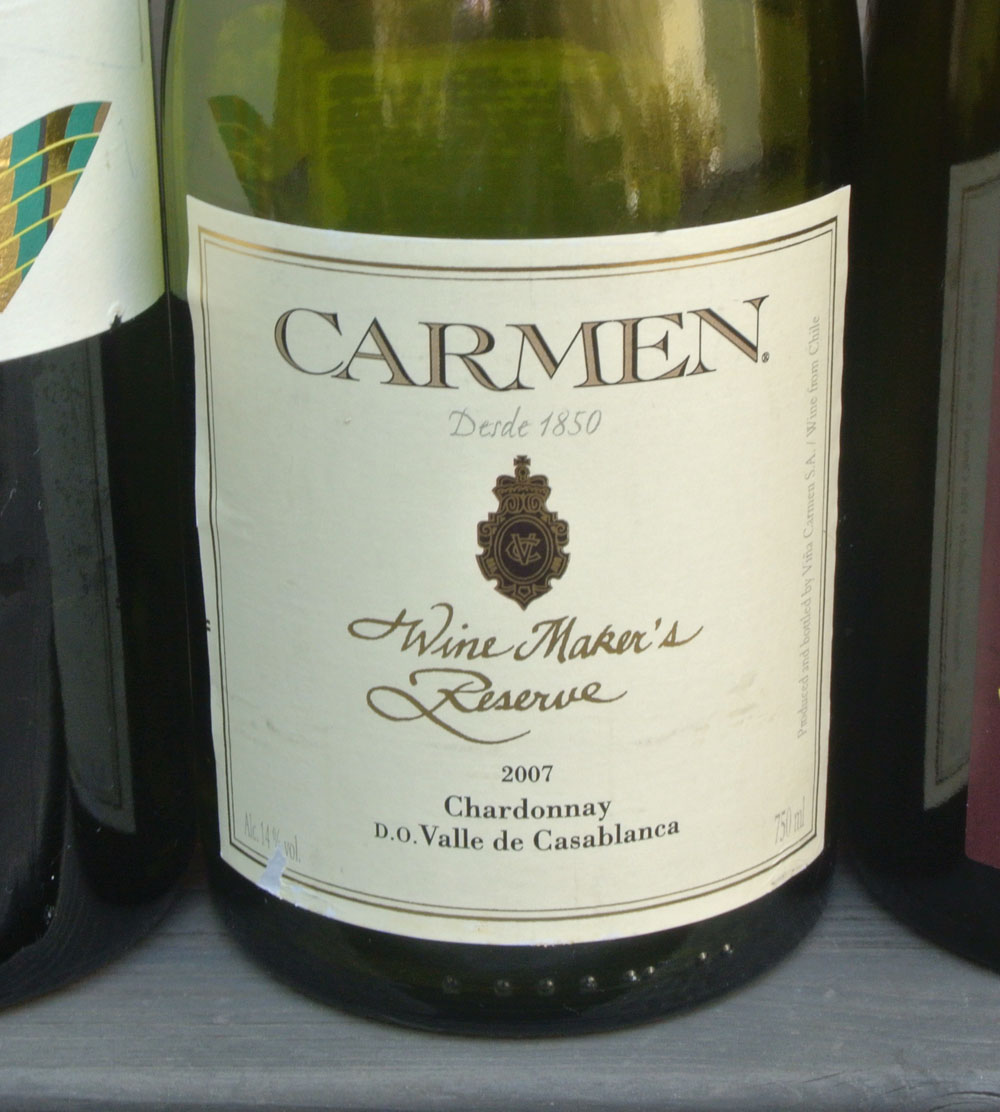 CARMEN®
Desde 1850
VC
Wine Maker's
Reserve
2007
Chardonnay
D.O. Valle de Casablanca
Alc. 14% vol.
750 ml
Produced and bottled by Viña Carmen S.A. / Wine from Chile